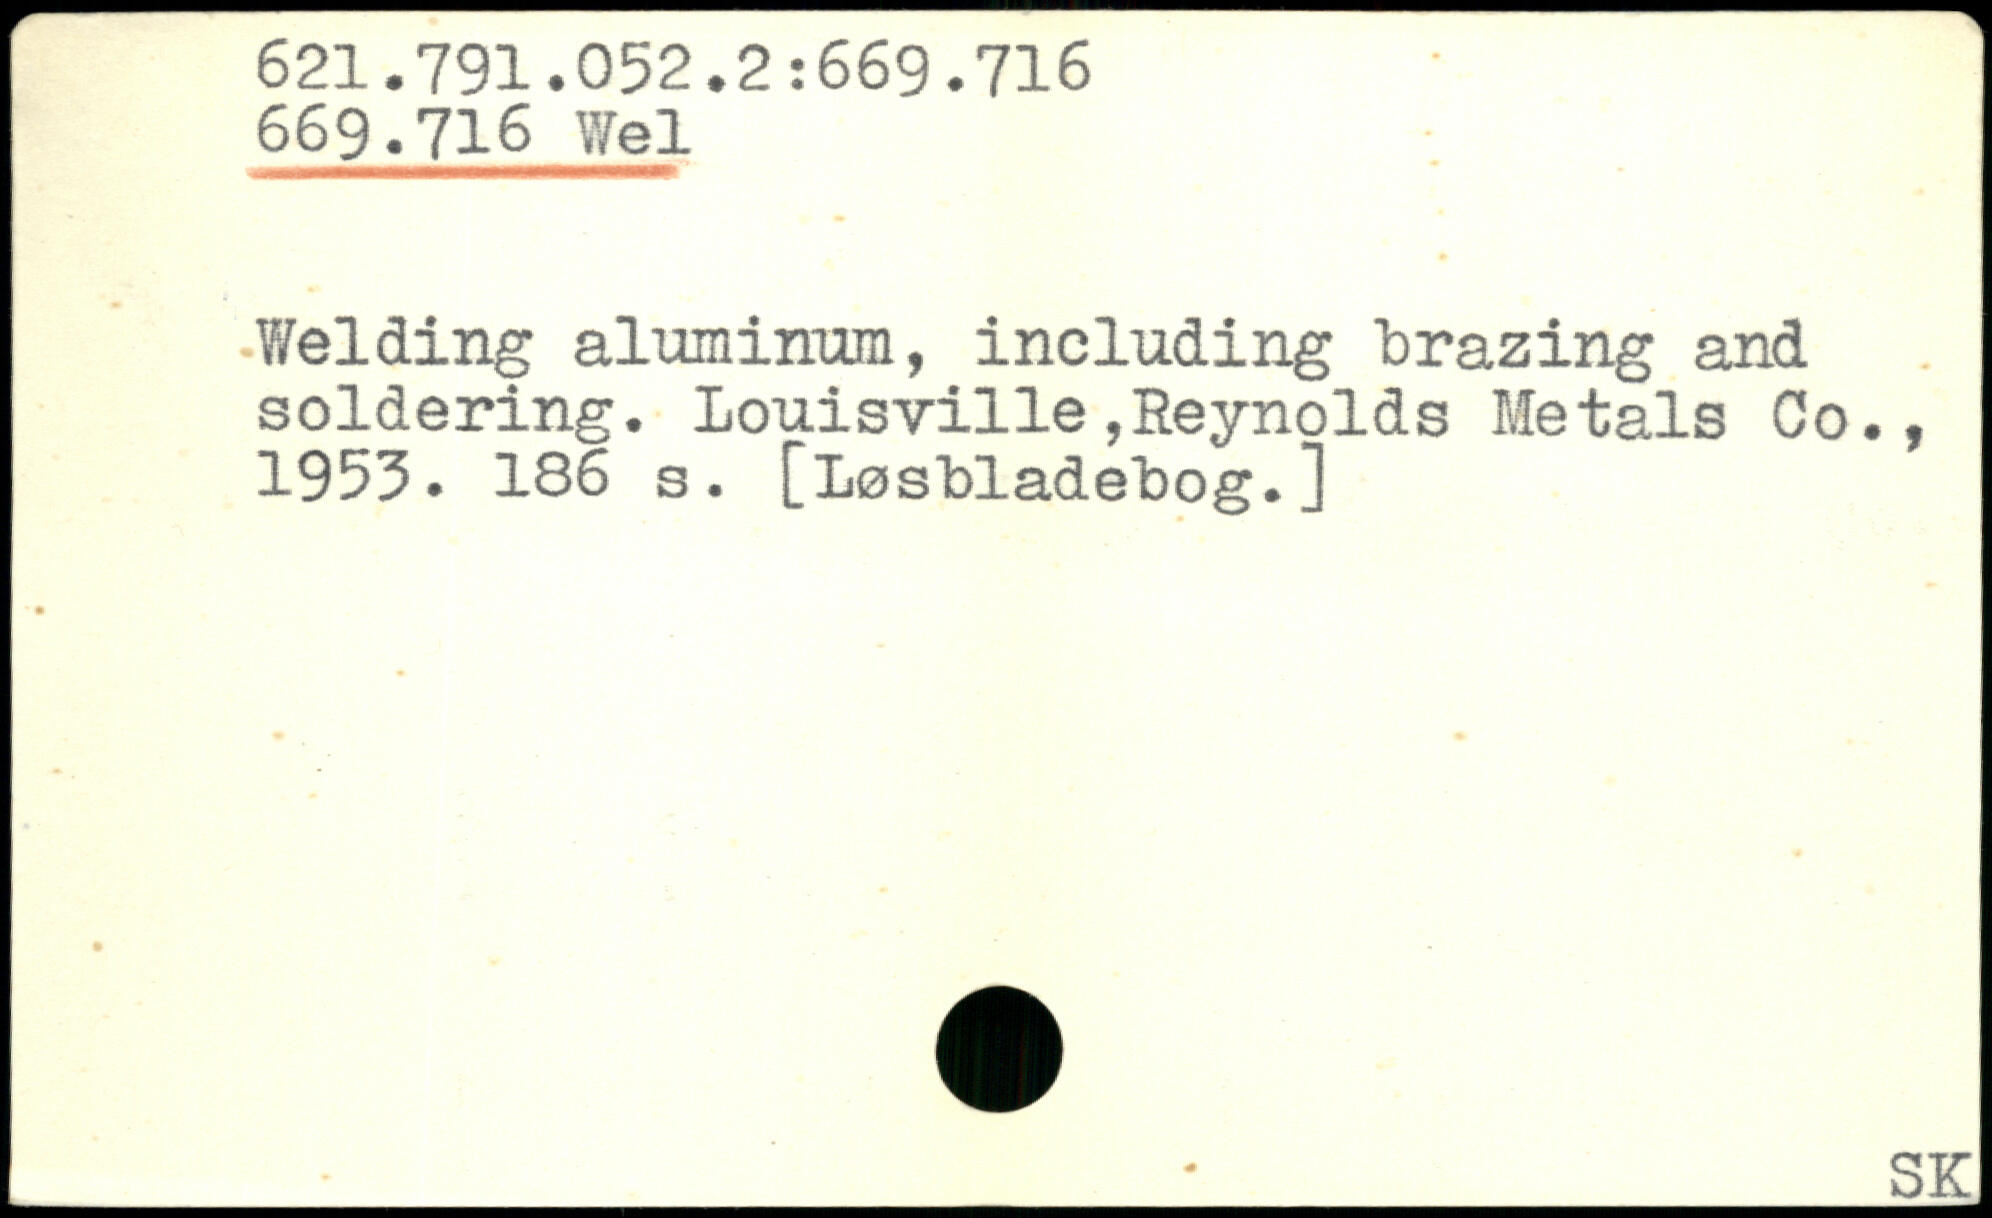 621.791.052.2:669.716
669.716 Wel
Welding aluminum, including brazing and
soldering. Louisville,Reynolds Metals Co.,
1953. 186 s. [Løsbladebog.]
SK